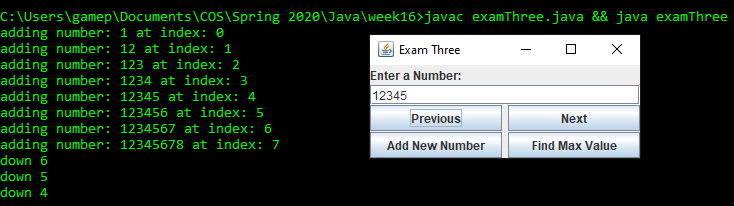 C:\Users\gamep\Documents\COS\Spring 2020\Java\week16>javac examThree.java && java examThree
adding number: 1 at index: 0
adding number: 12 at index: 1
adding number: 123 at index: 2
adding number: 1234 at index: 3
adding number: 12345 at index: 4
adding number: 123456 at index: 5
adding number: 1234567 at index: 6
adding number: 12345678 at index: 7
down 6
down 5
down 4
Exam Three
Enter a Number:
12345
Previous Next
Add New Number Find Max Value